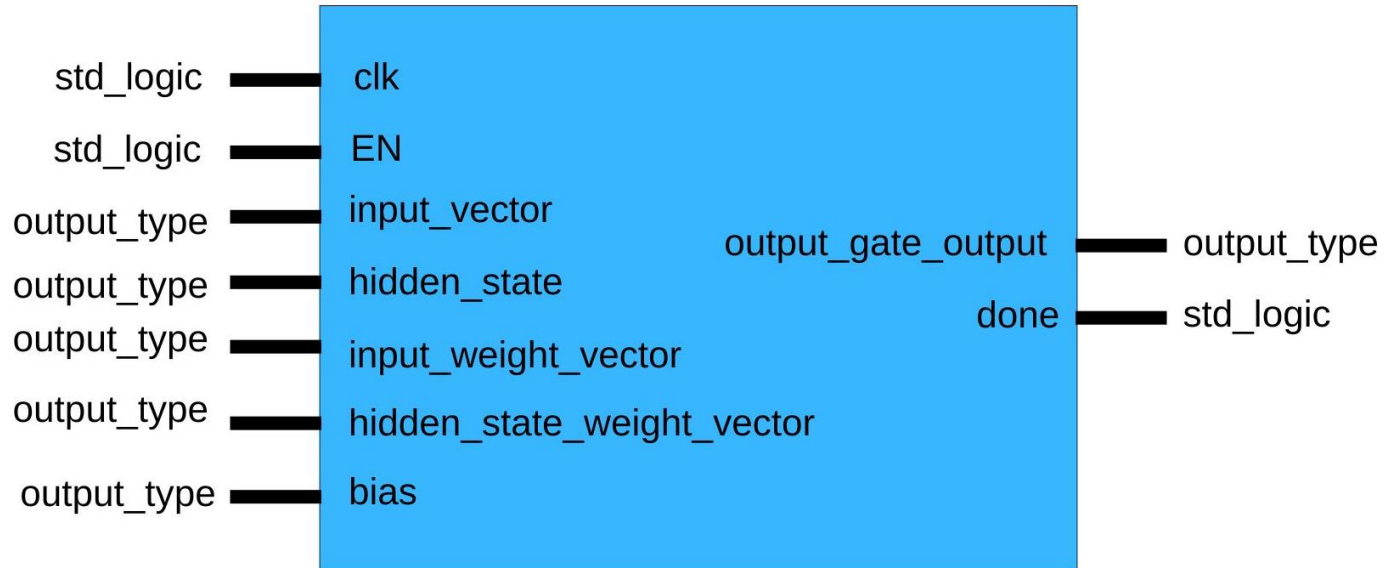 std_logic clk
std_logic EN
output_type input_vector
output_gate_output output_type
output_type hidden_state
done std_logic
output_type input_weight_vector
output_type hidden_state_weight_vector
output_type bias